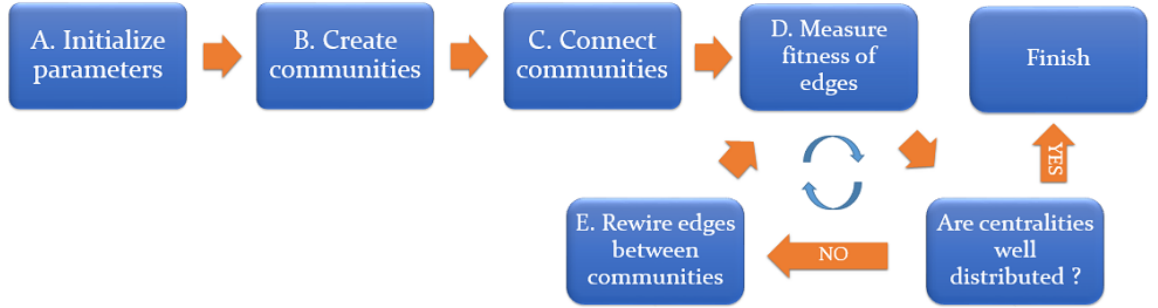 A. Initialize
parameters
B. Create
communities
C. Connect
communities
D. Measure
fitness of
edges
Finish
YES
E. Rewire edges
between
communities
NO
Are centralities
well
distributed ?